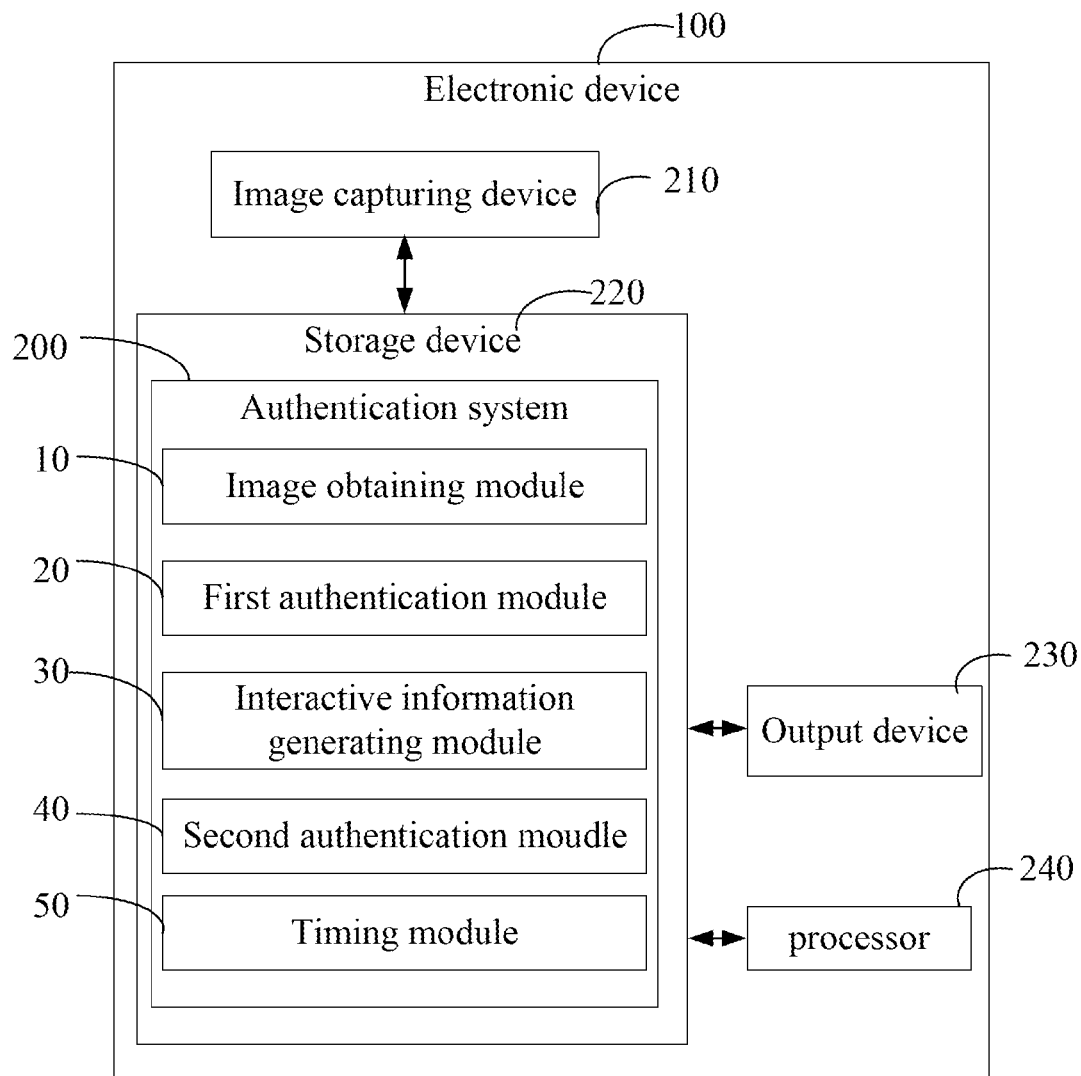 100
Electronic device
Image capturing device
210
220
Storage device
200
Authentication system
10
Image obtaining module
20
First authentication module
30
Interactive information
generating module
230
Output device
40
Second authentication moudle
240
50
Timing module
processor